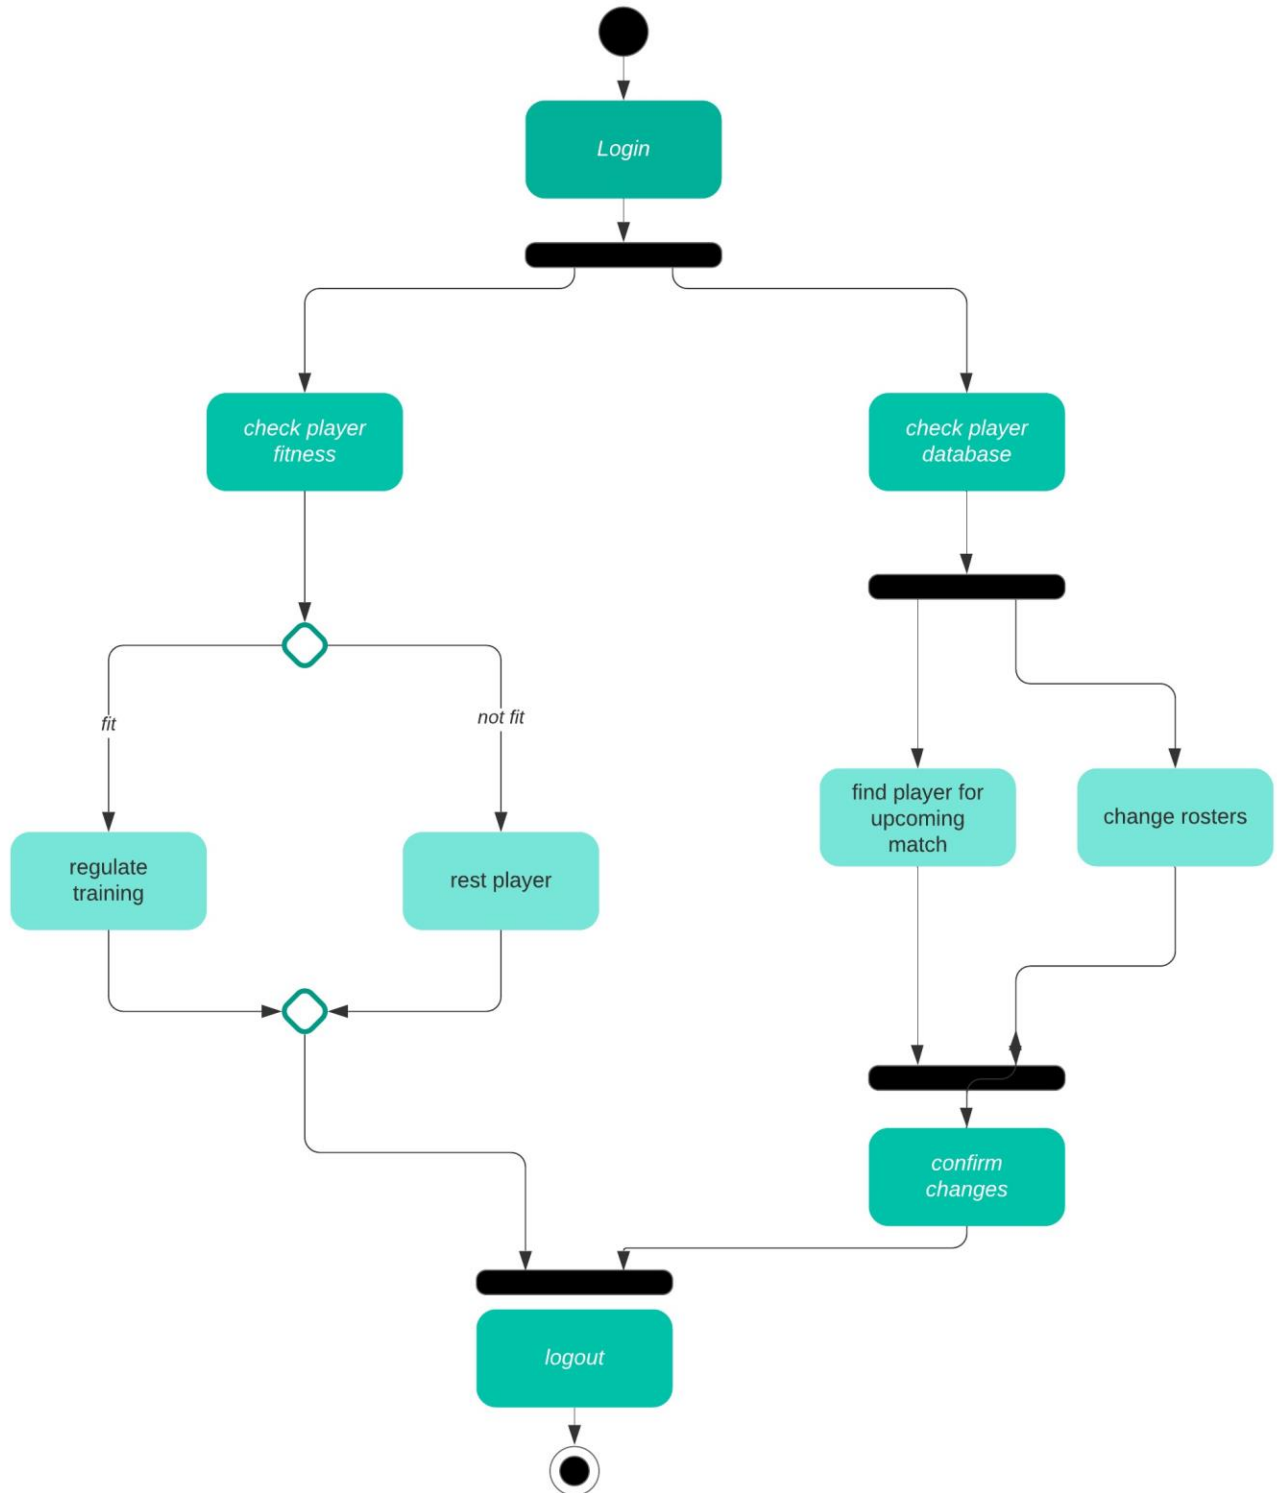 Login
check player
fitness
check player
database
fit
not fit
find player for
upcoming
match
change rosters
regulate
training
rest player
confirm
changes
logout